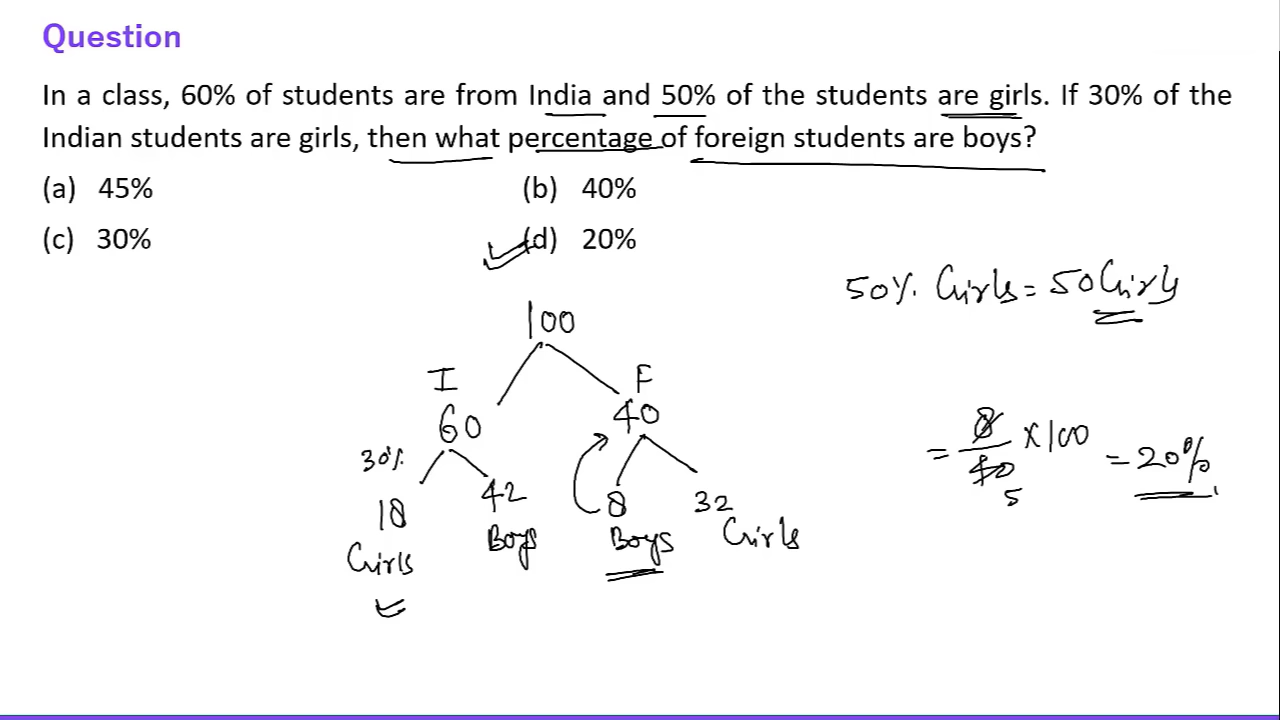 Question
In a class, 60% of students are from India and 50% of the students are girls. If 30% of the
Indian students are girls, then what percentage of foreign students are boys?
(a) 45%
(b) 40%
(c) 30%
(d) 20%
50% Girls = 50 Girls
100
I
F
60
40
30%
18
42
8
32
Girls
Boys
Boys
Girls
= 8/40 × 100 = 20%
5